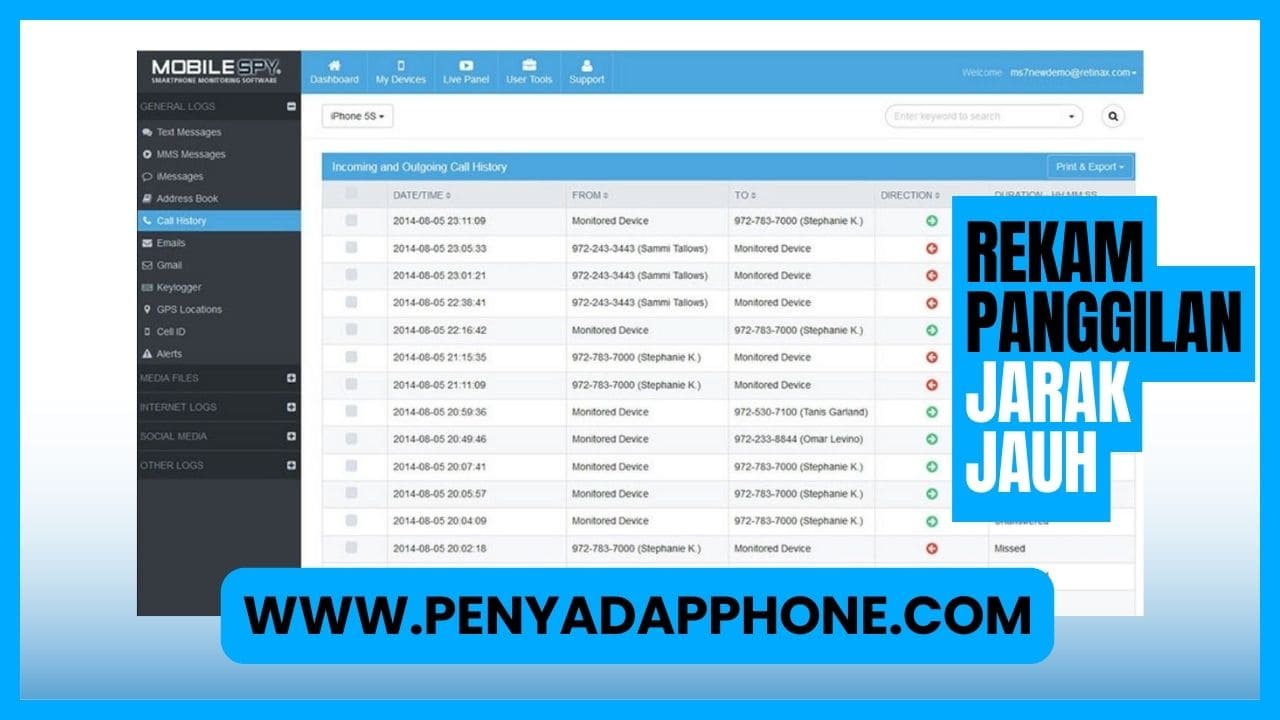 MOBILE SPY.
SMARTPHONE MONITORING SOFTWARE
Dashboard My Devices Live Panel User Tools Support
Welcome ms7newdemo@retinax.com
GENERAL LOGS
Text Messages
MMS Messages
iMessages
Address Book
Call History
Emails
Gmail
Keylogger
GPS Locations
Cell ID
Alerts
MEDIA FILES
INTERNET LOGS
SOCIAL MEDIA
OTHER LOGS
iPhone 5S
Enter keyword to search
Incoming and Outgoing Call History Print & Export
DATE/TIME FROM TO DIRECTION DURATION - HH:MM:SS
2014-08-05 23:11:09 Monitored Device 972-783-7000 (Stephanie K.)
2014-08-05 23:05:33 972-243-3443 (Sammi Tallows) Monitored Device
2014-08-05 23:01:21 972-243-3443 (Sammi Tallows) Monitored Device
2014-08-05 22:38:41 972-243-3443 (Sammi Tallows) Monitored Device
2014-08-05 22:16:42 Monitored Device 972-783-7000 (Stephanie K.)
2014-08-05 21:15:35 972-783-7000 (Stephanie K.) Monitored Device
2014-08-05 21:11:09 972-783-7000 (Stephanie K.) Monitored Device
2014-08-05 20:59:36 Monitored Device 972-530-7100 (Tanis Garland)
2014-08-05 20:49:46 Monitored Device 972-233-8844 (Omar Levino)
2014-08-05 20:07:41 Monitored Device 972-783-7000 (Stephanie K.)
2014-08-05 20:05:57 Monitored Device 972-783-7000 (Stephanie K.)
2014-08-05 20:04:09 Monitored Device 972-783-7000 (Stephanie K.) Unanswered
2014-08-05 20:02:18 972-783-7000 (Stephanie K.) Monitored Device Missed
REKAM
PANGGILAN
JARAK
JAUH
WWW.PENYADAPPHONE.COM